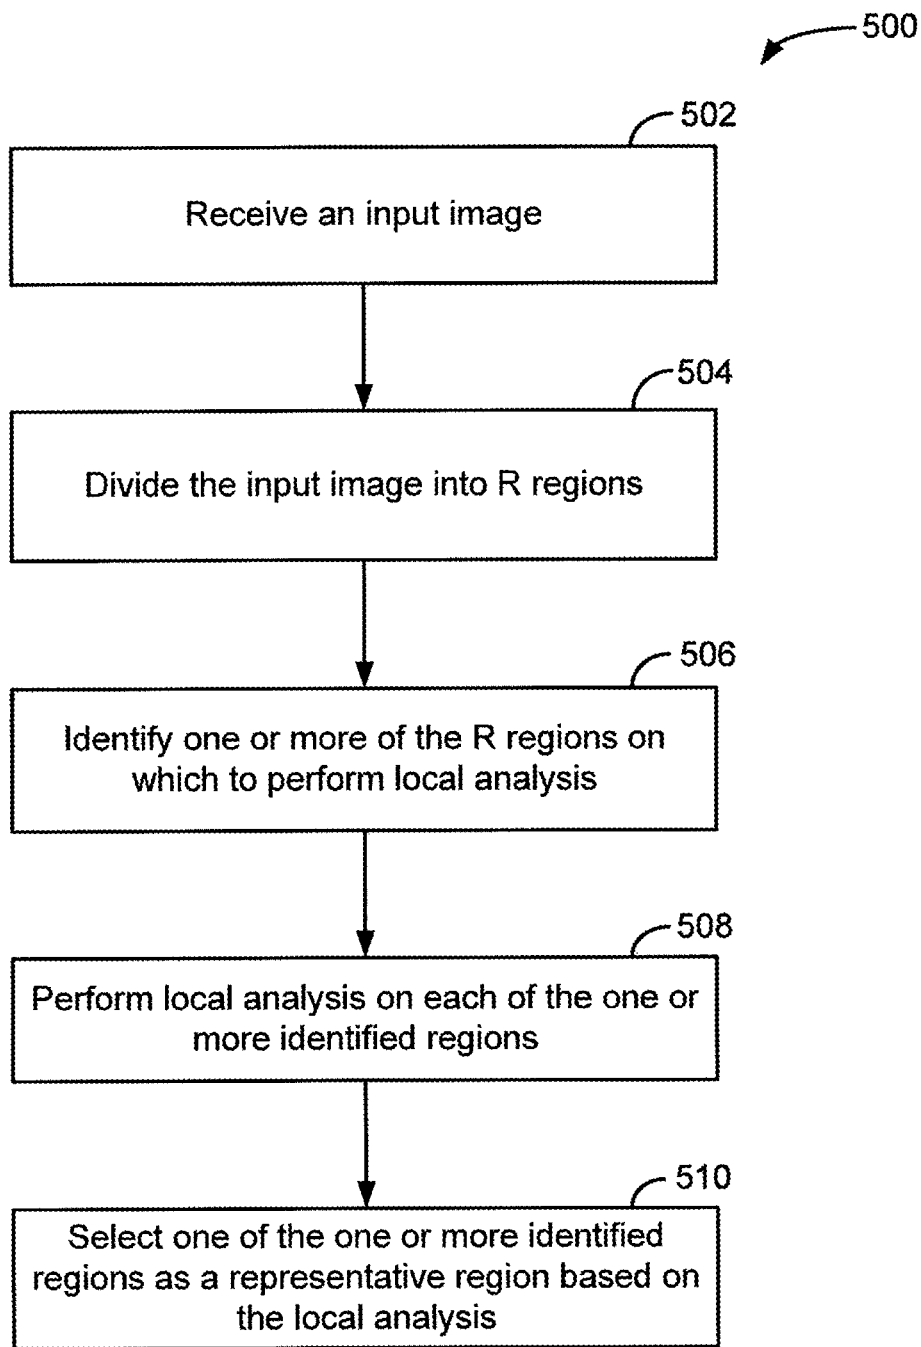 500
502
Receive an input image
504
Divide the input image into R regions
506
Identify one or more of the R regions on
which to perform local analysis
508
Perform local analysis on each of the one or
more identified regions
510
Select one of the one or more identified
regions as a representative region based on
the local analysis